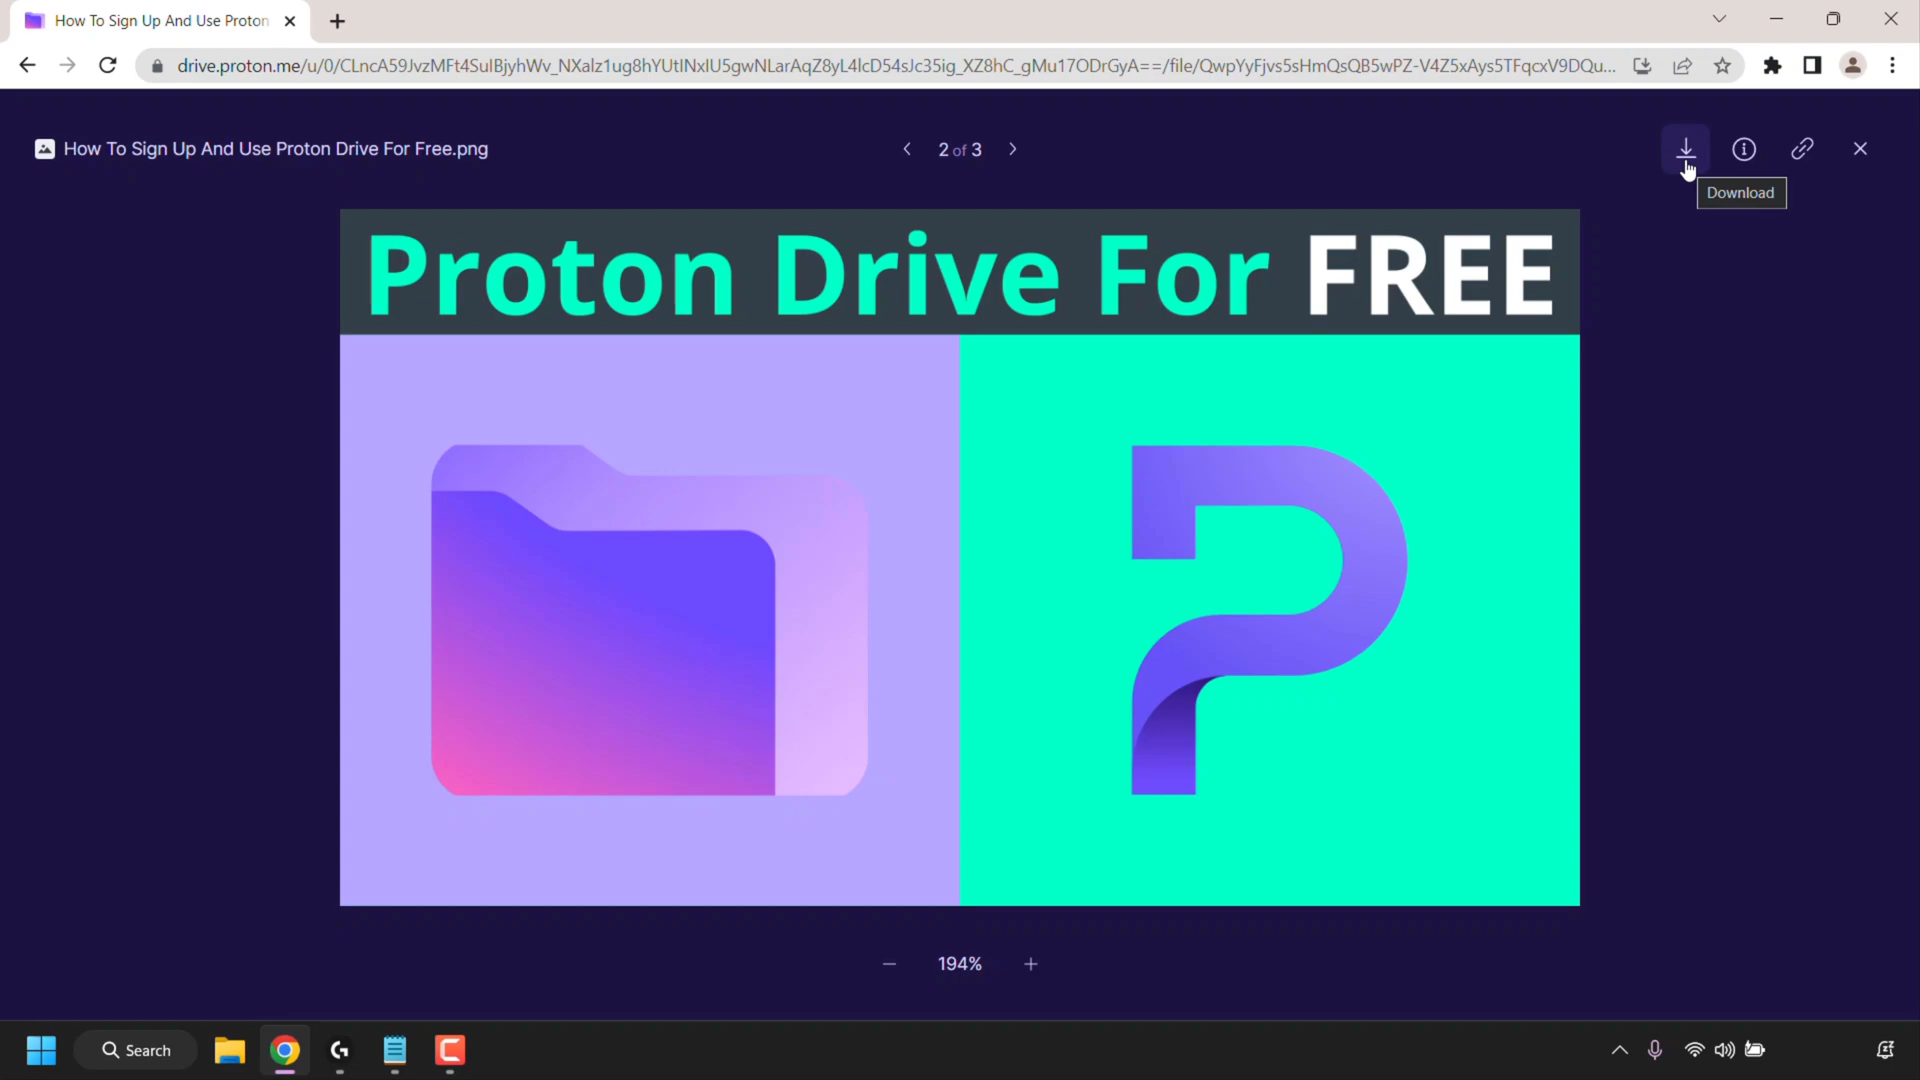 How To Sign Up And Use Proton
drive.proton.me/u/0/CLncA59JvzMFt4SulBjyhWv_NXalz1ug8hYUtlNxlU5gwNLarAqZ8yL4lcD54sJc35ig_XZ8hC_gMu17ODrGyA==/file/QwpYyFjvs5sHmQsQB5wPZ-V4Z5xAys5TFqcxV9DQu...
How To Sign Up And Use Proton Drive For Free.png
2 of 3
Download
Proton Drive For FREE
194%
Search